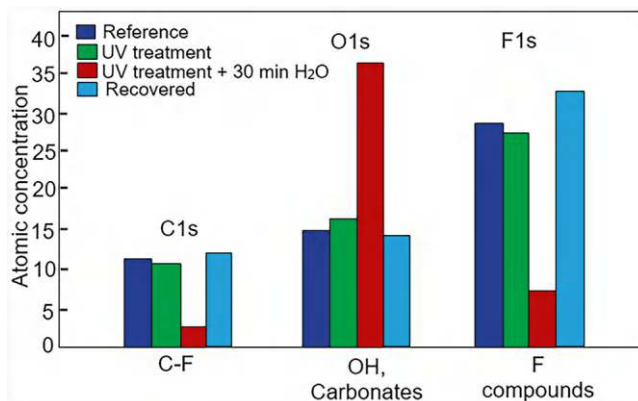 Atomic concentration
40
35
30
25
20
15
10
5
0
Reference
UV treatment
UV treatment + 30 min H₂O
Recovered
C1s
O1s
F1s
C-F
OH,
Carbonates
F
compounds